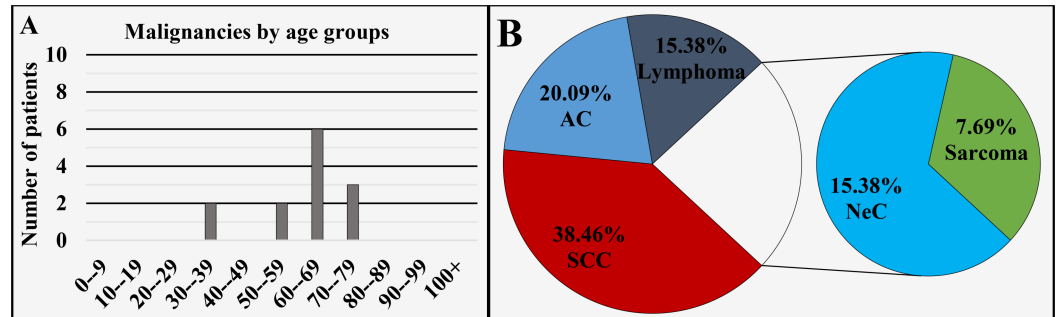 A
Malignancies by age groups
Number of patients
10
8
6
4
2
0
0--9
10--19
20--29
30--39
40--49
50--59
60--69
70--79
80--89
90--99
100+
B
15.38%
Lymphoma
20.09%
AC
38.46%
SCC
7.69%
Sarcoma
15.38%
NeC